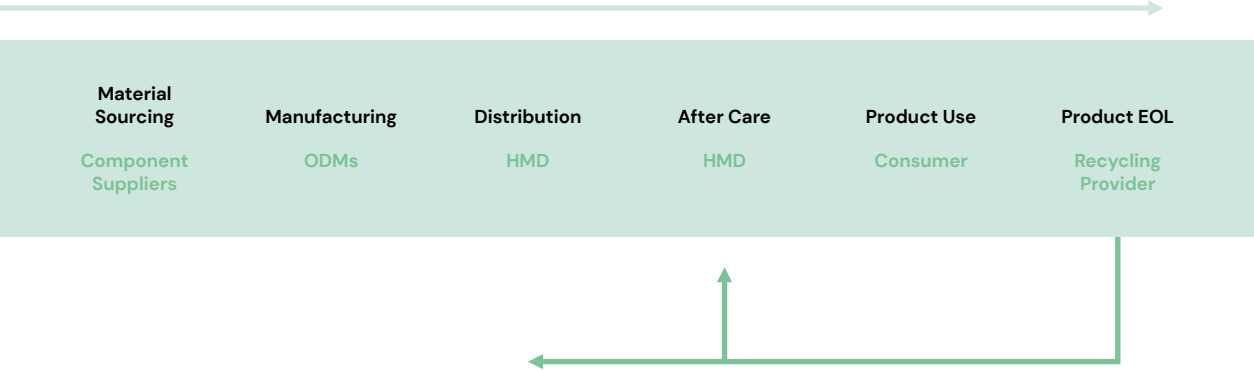 Material
Sourcing
Component
Suppliers
Manufacturing
ODMs
Distribution
HMD
After Care
HMD
Product Use
Consumer
Product EOL
Recycling
Provider